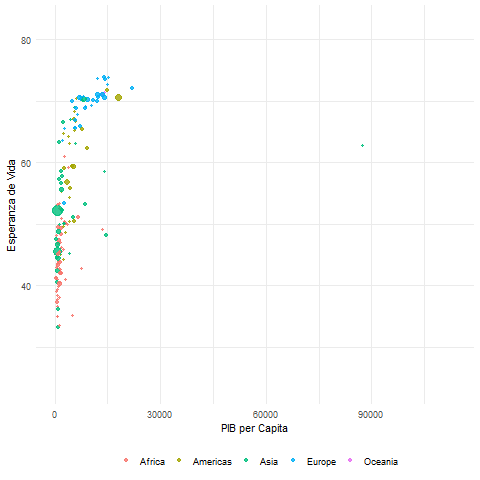 80
60
40
Esperanza de Vida
0 30000 60000 90000
PIB per Capita
Africa Americas Asia Europe Oceania